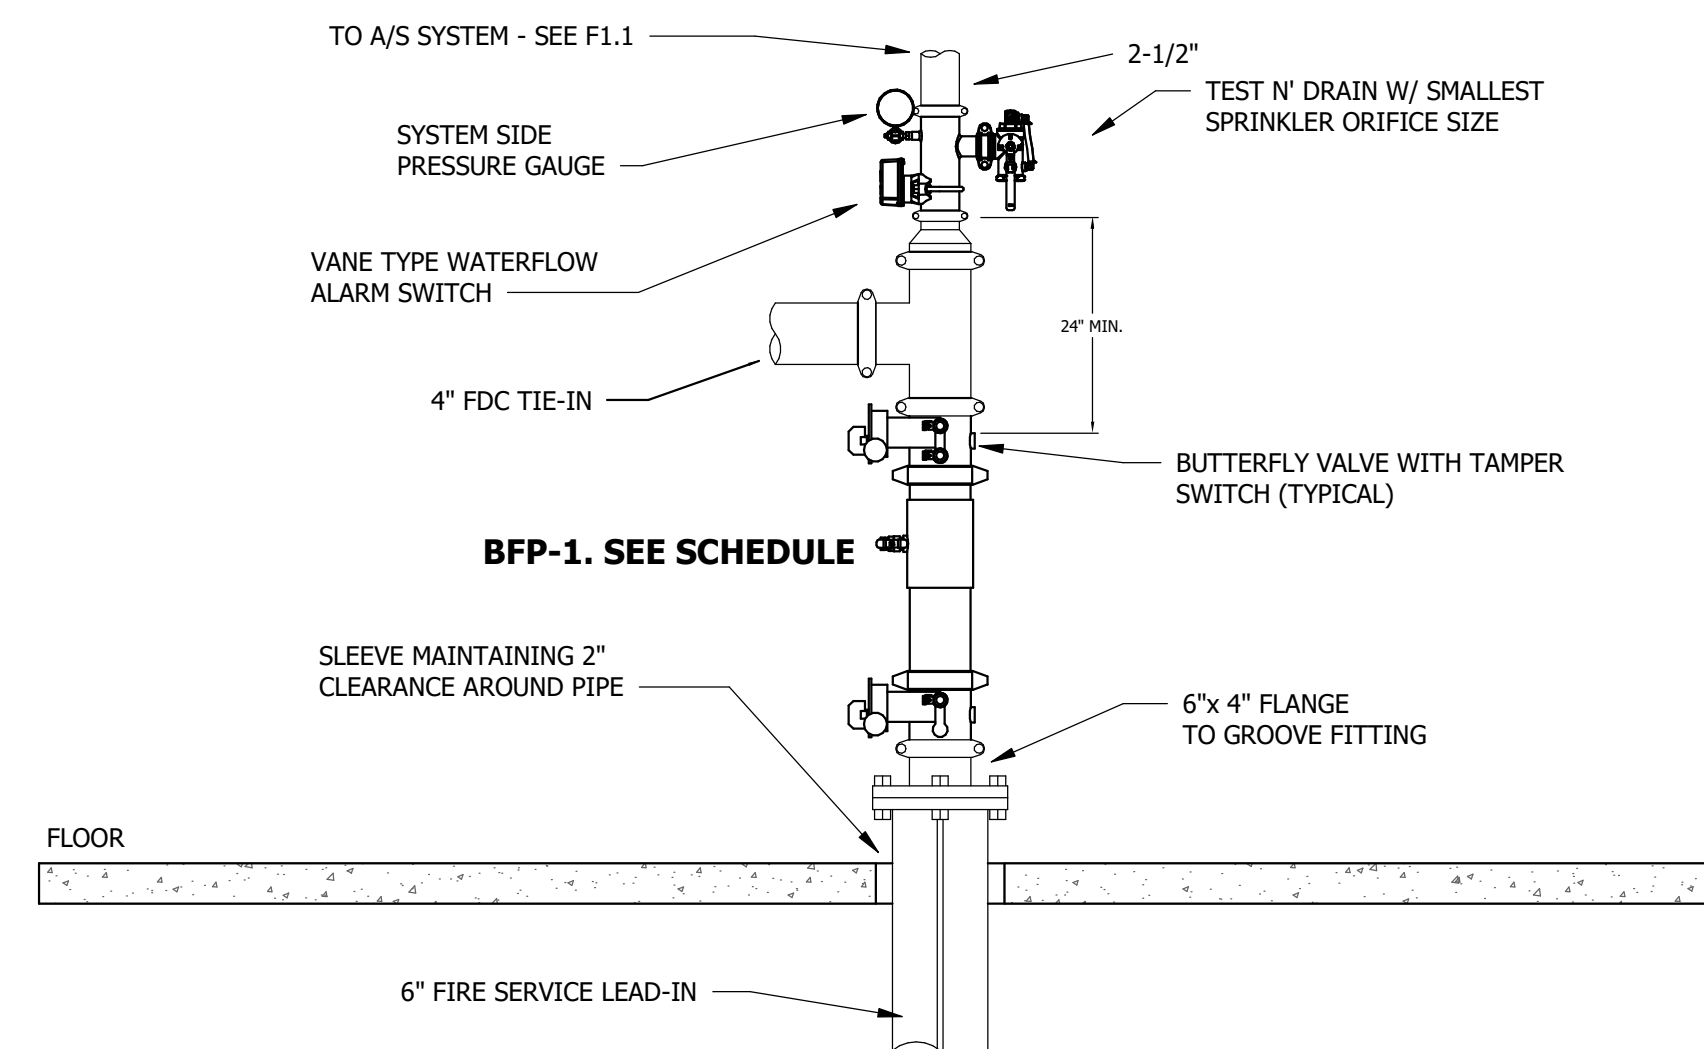 TO A/S SYSTEM - SEE F1.1
2-1/2"
TEST N' DRAIN W/ SMALLEST
SPRINKLER ORIFICE SIZE
SYSTEM SIDE
PRESSURE GAUGE
VANE TYPE WATERFLOW
ALARM SWITCH
24" MIN.
4" FDC TIE-IN
BUTTERFLY VALVE WITH TAMPER
SWITCH (TYPICAL)
BFP-1. SEE SCHEDULE
SLEEVE MAINTAINING 2"
CLEARANCE AROUND PIPE
6"x 4" FLANGE
TO GROOVE FITTING
FLOOR
6" FIRE SERVICE LEAD-IN